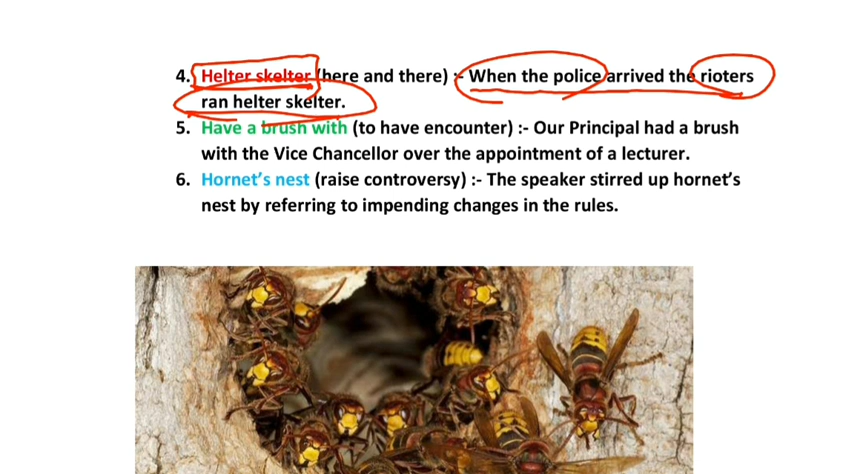 4. Helter skelter (here and there) :- When the police arrived the rioters
ran helter skelter.
5. Have a brush with (to have encounter) :- Our Principal had a brush
with the Vice Chancellor over the appointment of a lecturer.
6. Hornet’s nest (raise controversy) :- The speaker stirred up hornet’s
nest by referring to impending changes in the rules.